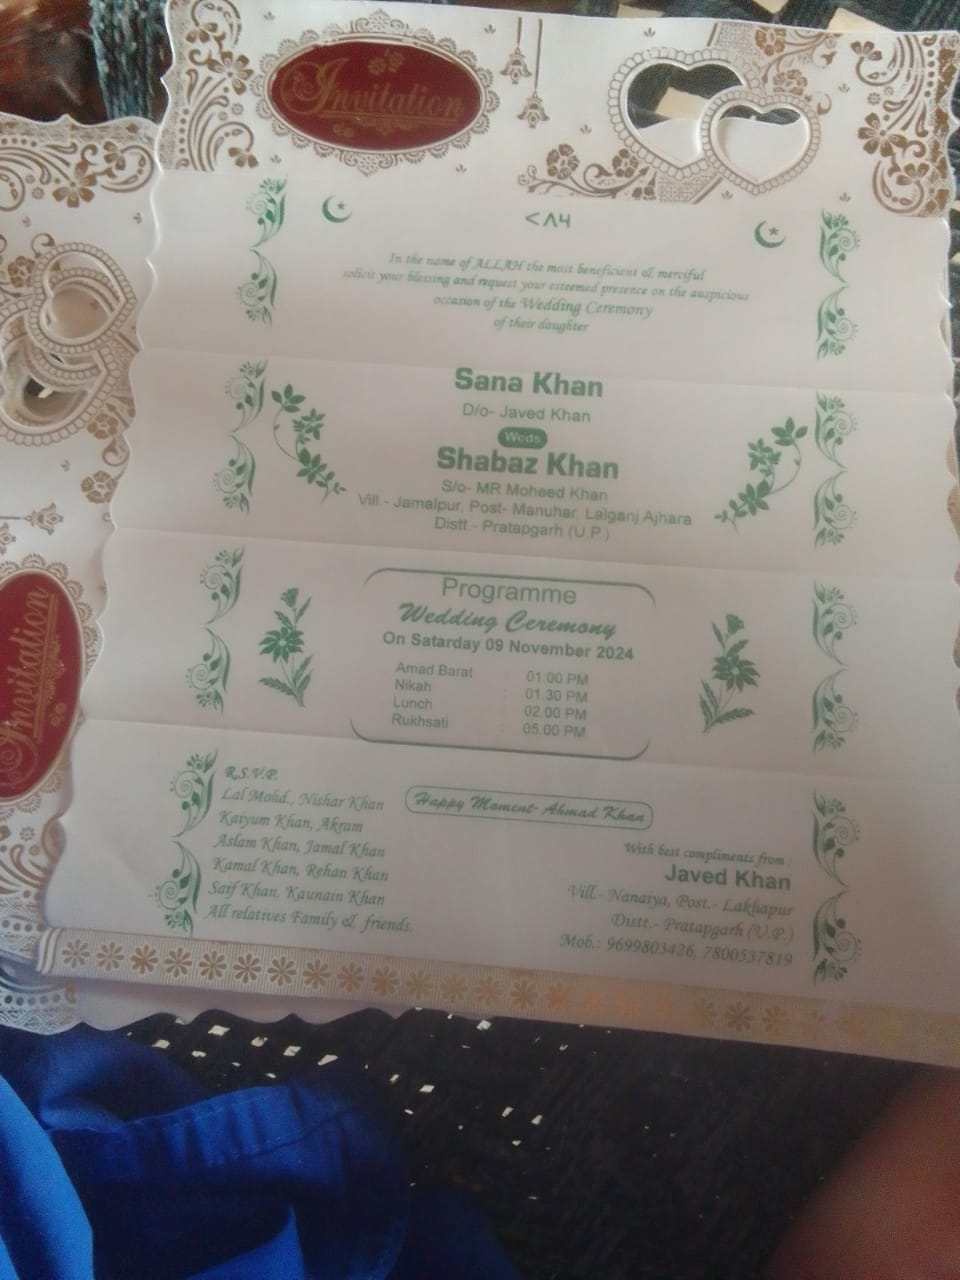 Invitation
۷۸۶
In the name of ALLAH the most beneficient & merciful
solicit your blessing and request your esteemed presence on the auspicious
occasion of the Wedding Ceremony
of their daughter
Sana Khan
D/o- Javed Khan
Weds
Shabaz Khan
S/o- MR Moheed Khan
Vill.- Jamalpur, Post- Manuhar, Lalganj Ajhara
Distt.- Pratapgarh (U.P.)
Programme
Wedding Ceremony
On Satarday 09 November 2024
Amad Barat : 01.00 PM
Nikah : 01.30 PM
Lunch : 02.00 PM
Rukhsati : 05.00 PM
R.S.V.P.
Lal Mohd., Nishar Khan
Kaiyum Khan, Akram
Aslam Khan, Jamal Khan
Kamal Khan, Rehan Khan
Saif Khan, Kaunain Khan
All relatives Family & friends.
Happy Moment- Ahmad Khan
With best compliments from :
Javed Khan
Vill.- Nanaiya, Post.- Lakhapur
Distt.- Pratapgarh (U.P.)
Mob.: 9699803426, 7800537819
Invitation